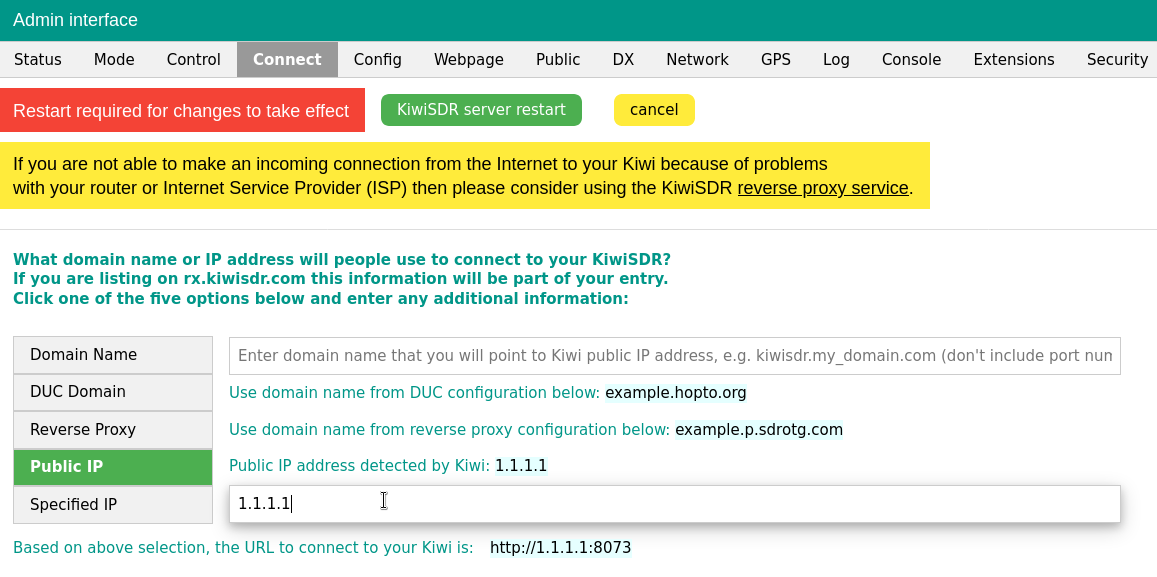 Admin interface
Status Mode Control Connect Config Webpage Public DX Network GPS Log Console Extensions Security
Restart required for changes to take effect KiwiSDR server restart cancel
If you are not able to make an incoming connection from the Internet to your Kiwi because of problems
with your router or Internet Service Provider (ISP) then please consider using the KiwiSDR reverse proxy service.
What domain name or IP address will people use to connect to your KiwiSDR?
If you are listing on rx.kiwisdr.com this information will be part of your entry.
Click one of the five options below and enter any additional information:
Domain Name Enter domain name that you will point to Kiwi public IP address, e.g. kiwisdr.my_domain.com (don't include port num
DUC Domain Use domain name from DUC configuration below: example.hopto.org
Reverse Proxy Use domain name from reverse proxy configuration below: example.p.sdrotg.com
Public IP Public IP address detected by Kiwi: 1.1.1.1
Specified IP 1.1.1.1
Based on above selection, the URL to connect to your Kiwi is: http://1.1.1.1:8073